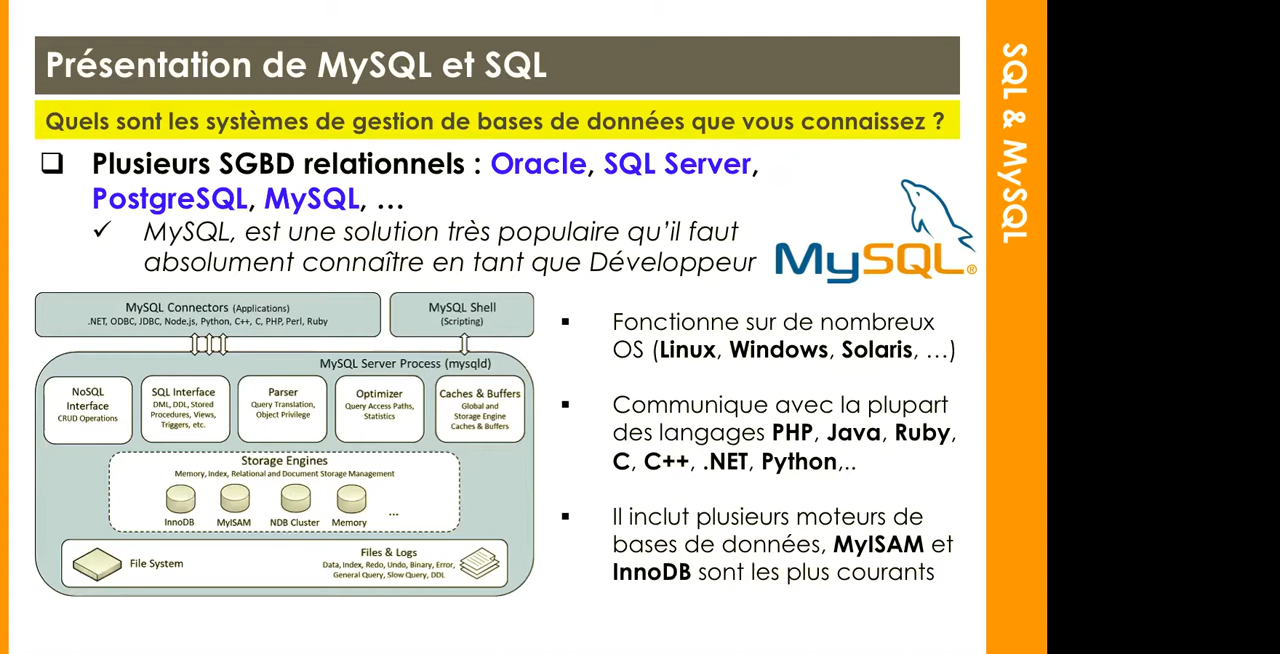 Présentation de MySQL et SQL
Quels sont les systèmes de gestion de bases de données que vous connaissez ?
❑ Plusieurs SGBD relationnels : Oracle, SQL Server,
PostgreSQL, MySQL, …
✓ MySQL, est une solution très populaire qu'il faut
absolument connaître en tant que Développeur
MySQL®
MySQL Connectors (Applications)
.NET, ODBC, JDBC, Node.js, Python, C++, C, PHP, Perl, Ruby
MySQL Shell
(Scripting)
MySQL Server Process (mysqld)
NoSQL
Interface
CRUD Operations
SQL Interface
DML, DDL, Stored
Procedures, Views,
Triggers, etc.
Parser
Query Translation,
Object Privilege
Optimizer
Query Access Paths,
Statistics
Caches & Buffers
Global and
Storage Engine
Caches & Buffers
Storage Engines
Memory, Index, Relational and Document Storage Management
InnoDB
MyISAM
NDB Cluster
Memory
...
File System
Files & Logs
Data, Index, Redo, Undo, Binary, Error,
General Query, Slow Query, DDL
▪ Fonctionne sur de nombreux
OS (Linux, Windows, Solaris, …)
▪ Communique avec la plupart
des langages PHP, Java, Ruby,
C, C++, .NET, Python,..
▪ Il inclut plusieurs moteurs de
bases de données, MyISAM et
InnoDB sont les plus courants
SQL & MySQL